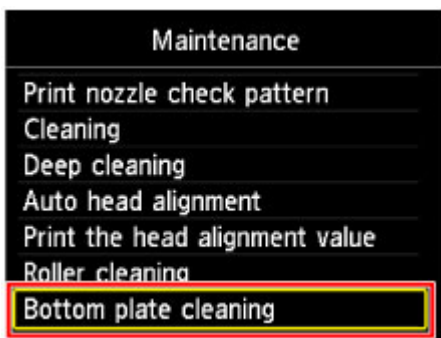 Maintenance
Print nozzle check pattern
Cleaning
Deep cleaning
Auto head alignment
Print the head alignment value
Roller cleaning
Bottom plate cleaning